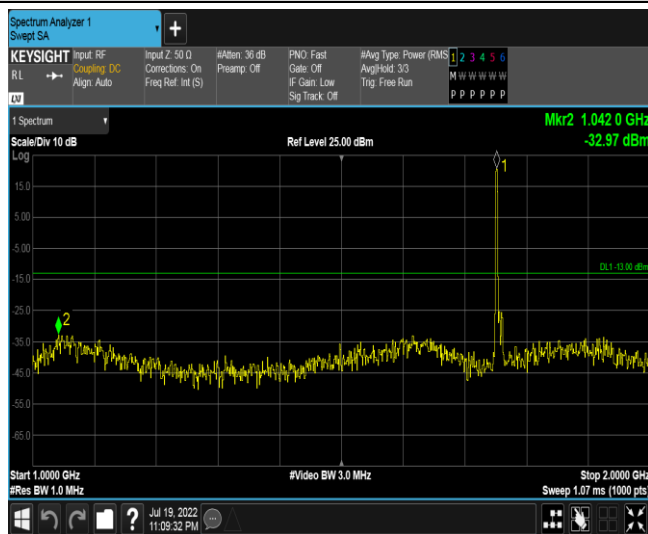 Spectrum Analyzer 1
Swept SA
+
KEYSIGHT
RL
LXI
Input: RF
Coupling: DC
Align: Auto
Input Z: 50 Ω
Corrections: On
Freq Ref: Int (S)
#Atten: 36 dB
Preamp: Off
PNO: Fast
Gate: Off
IF Gain: Low
Sig Track: Off
#Avg Type: Power (RMS
Avg|Hold: 3/3
Trig: Free Run
1 2 3 4 5 6
M W W W W W
P P P P P P
1 Spectrum
Mkr2 1.042 0 GHz
-32.97 dBm
Scale/Div 10 dB
Ref Level 25.00 dBm
Log
1
15.0
5.00
-5.00
DL1 -13.00 dBm
-15.0
-25.0
2
-35.0
-45.0
-55.0
-65.0
Start 1.0000 GHz
#Video BW 3.0 MHz
Stop 2.0000 GHz
#Res BW 1.0 MHz
Sweep 1.07 ms (1000 pts)
?
Jul 19, 2022
11:09:32 PM